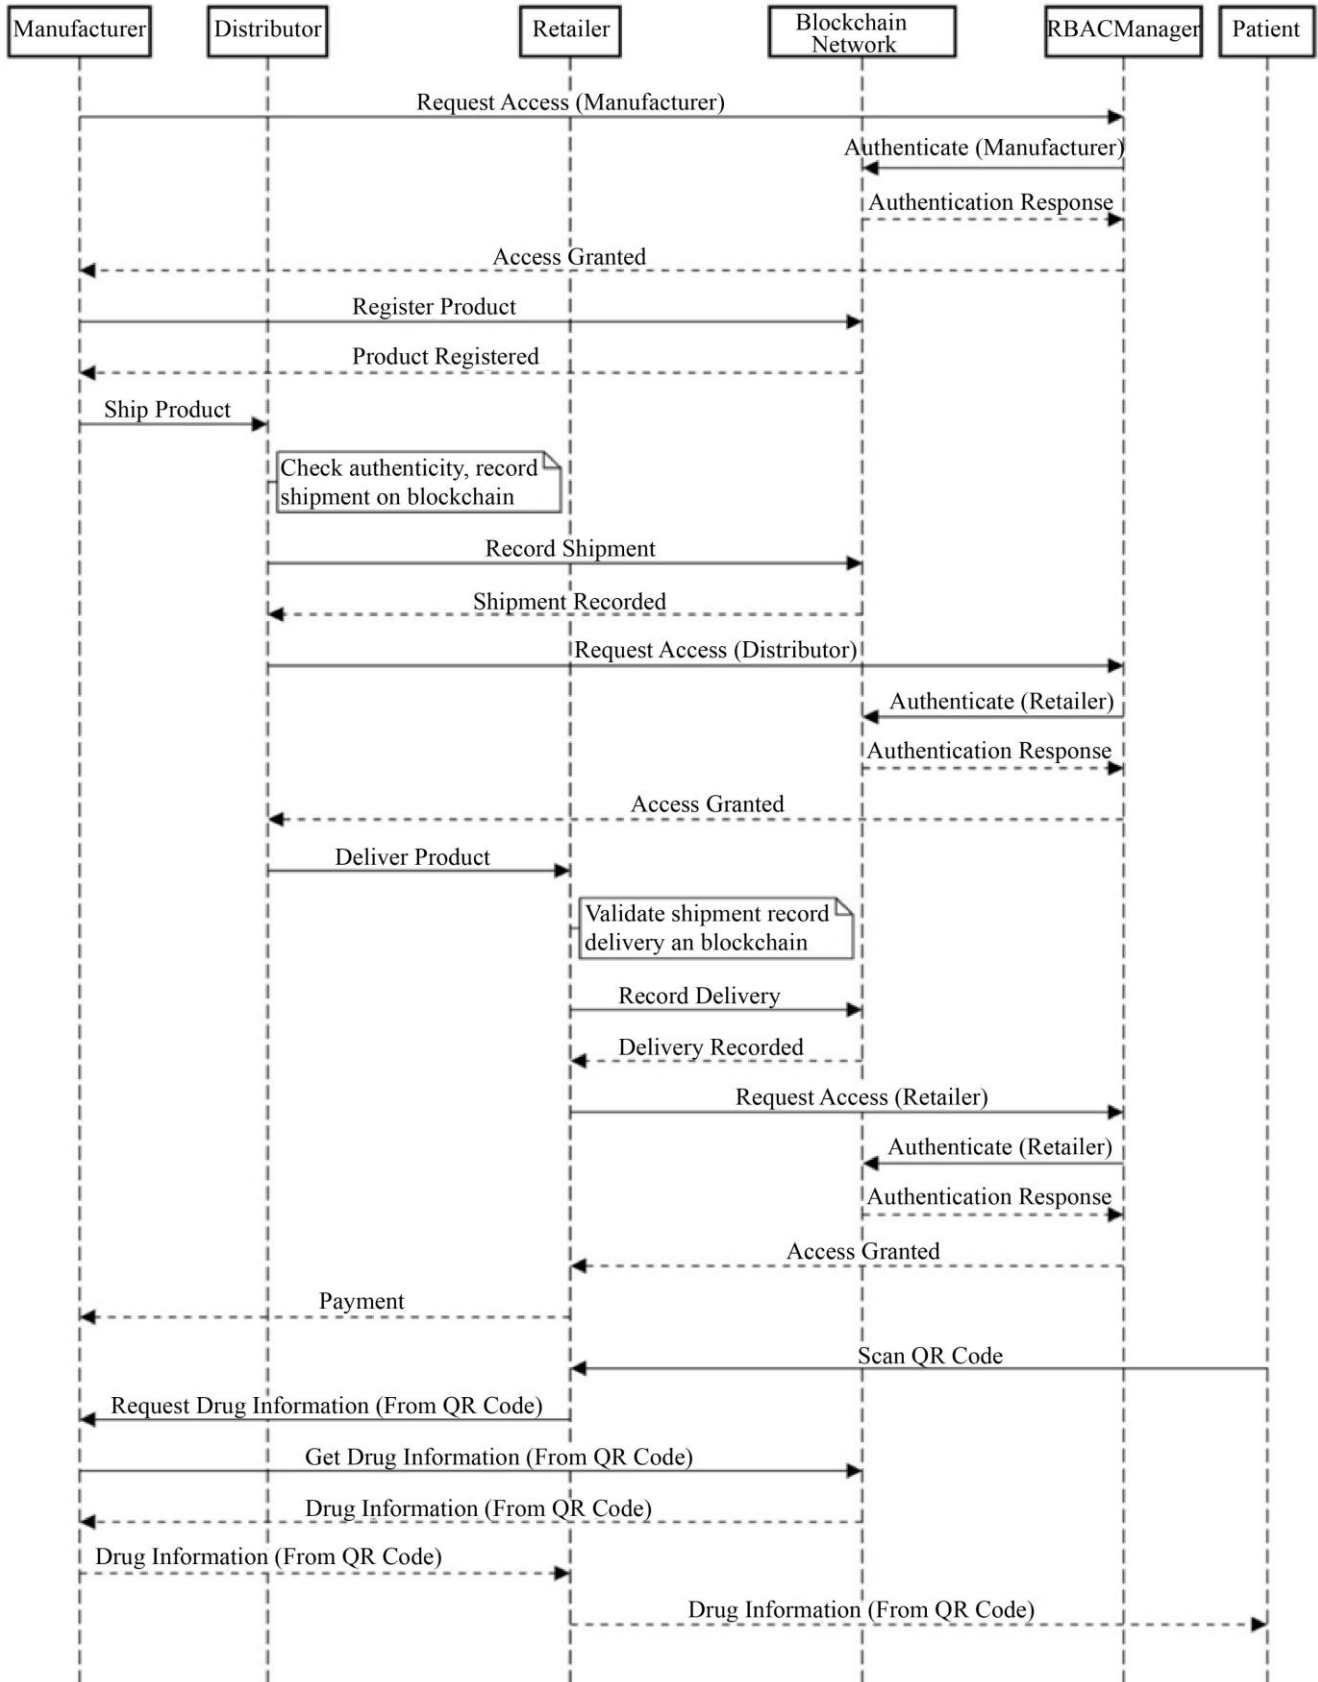 Manufacturer
Distributor
Retailer
Blockchain
Network
RBACManager
Patient
Request Access (Manufacturer)
Authenticate (Manufacturer)
Authentication Response
Access Granted
Register Product
Product Registered
Ship Product
Check authenticity, record
shipment on blockchain
Record Shipment
Shipment Recorded
Request Access (Distributor)
Authenticate (Retailer)
Authentication Response
Access Granted
Deliver Product
Validate shipment record
delivery an blockchain
Record Delivery
Delivery Recorded
Request Access (Retailer)
Authenticate (Retailer)
Authentication Response
Access Granted
Payment
Scan QR Code
Request Drug Information (From QR Code)
Get Drug Information (From QR Code)
Drug Information (From QR Code)
Drug Information (From QR Code)
Drug Information (From QR Code)